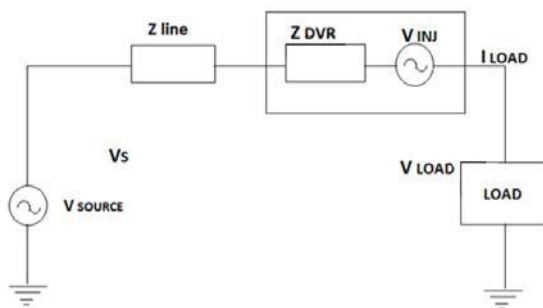 Z line
Z DVR
V INJ
I LOAD
VS
V LOAD
LOAD
V SOURCE